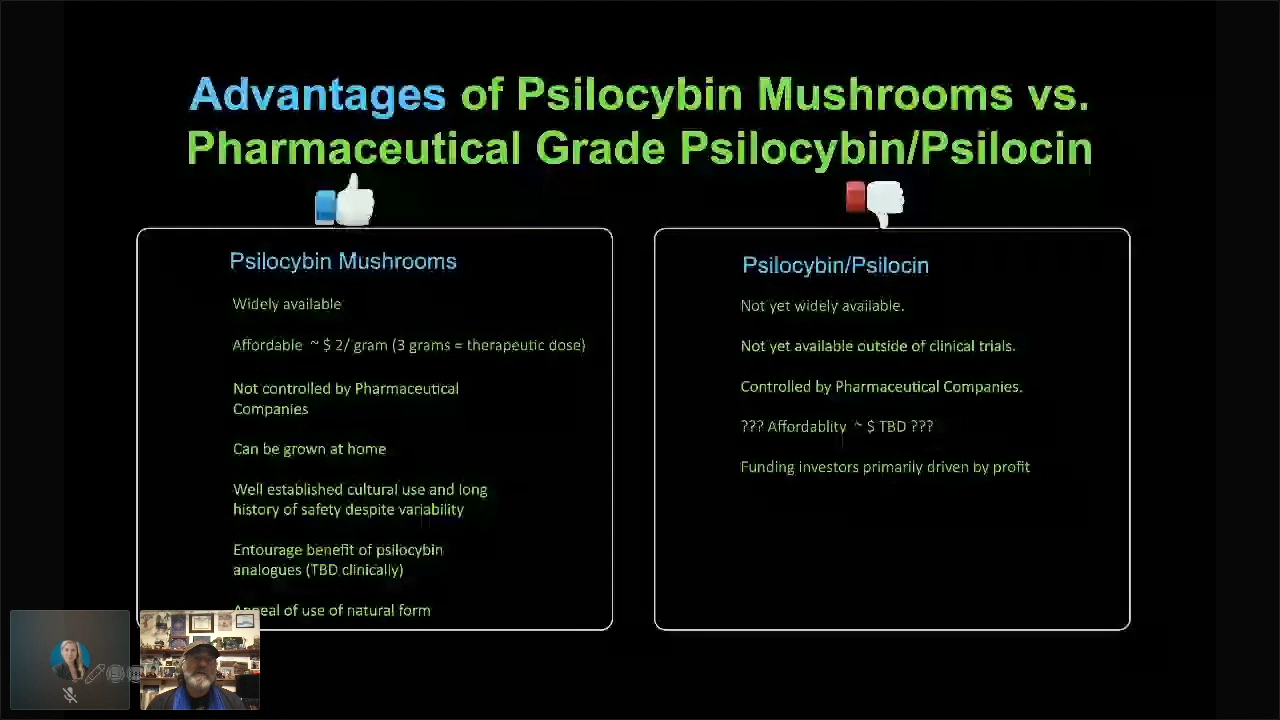 Advantages of Psilocybin Mushrooms vs.
Pharmaceutical Grade Psilocybin/Psilocin
Psilocybin Mushrooms
Widely available
Affordable ~ $ 2/ gram (3 grams = therapeutic dose)
Not controlled by Pharmaceutical
Companies
Can be grown at home
Well established cultural use and long
history of safety despite variability
Entourage benefit of psilocybin
analogues (TBD clinically)
Appeal of use of natural form
Psilocybin/Psilocin
Not yet widely available.
Not yet available outside of clinical trials.
Controlled by Pharmaceutical Companies.
??? Affordablity ~ $ TBD ???
Funding investors primarily driven by profit